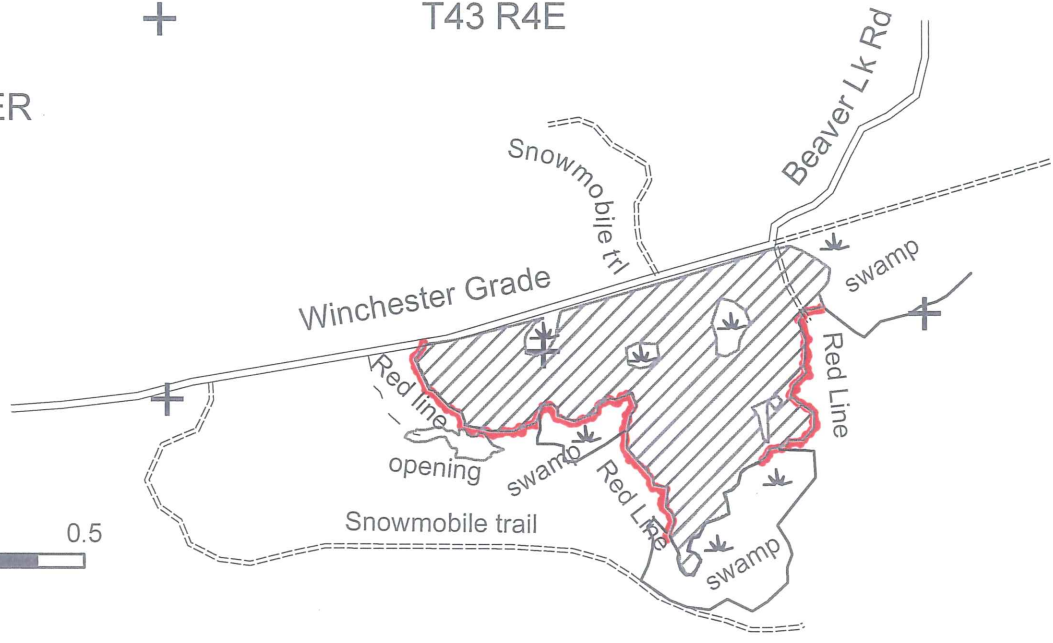 T43 R4E
ER
Beaver Lk Rd
Snowmobile trl
swamp
Winchester Grade
Red Line
Red line
opening
swamp
Red Line
Snowmobile trail
0.5
swamp